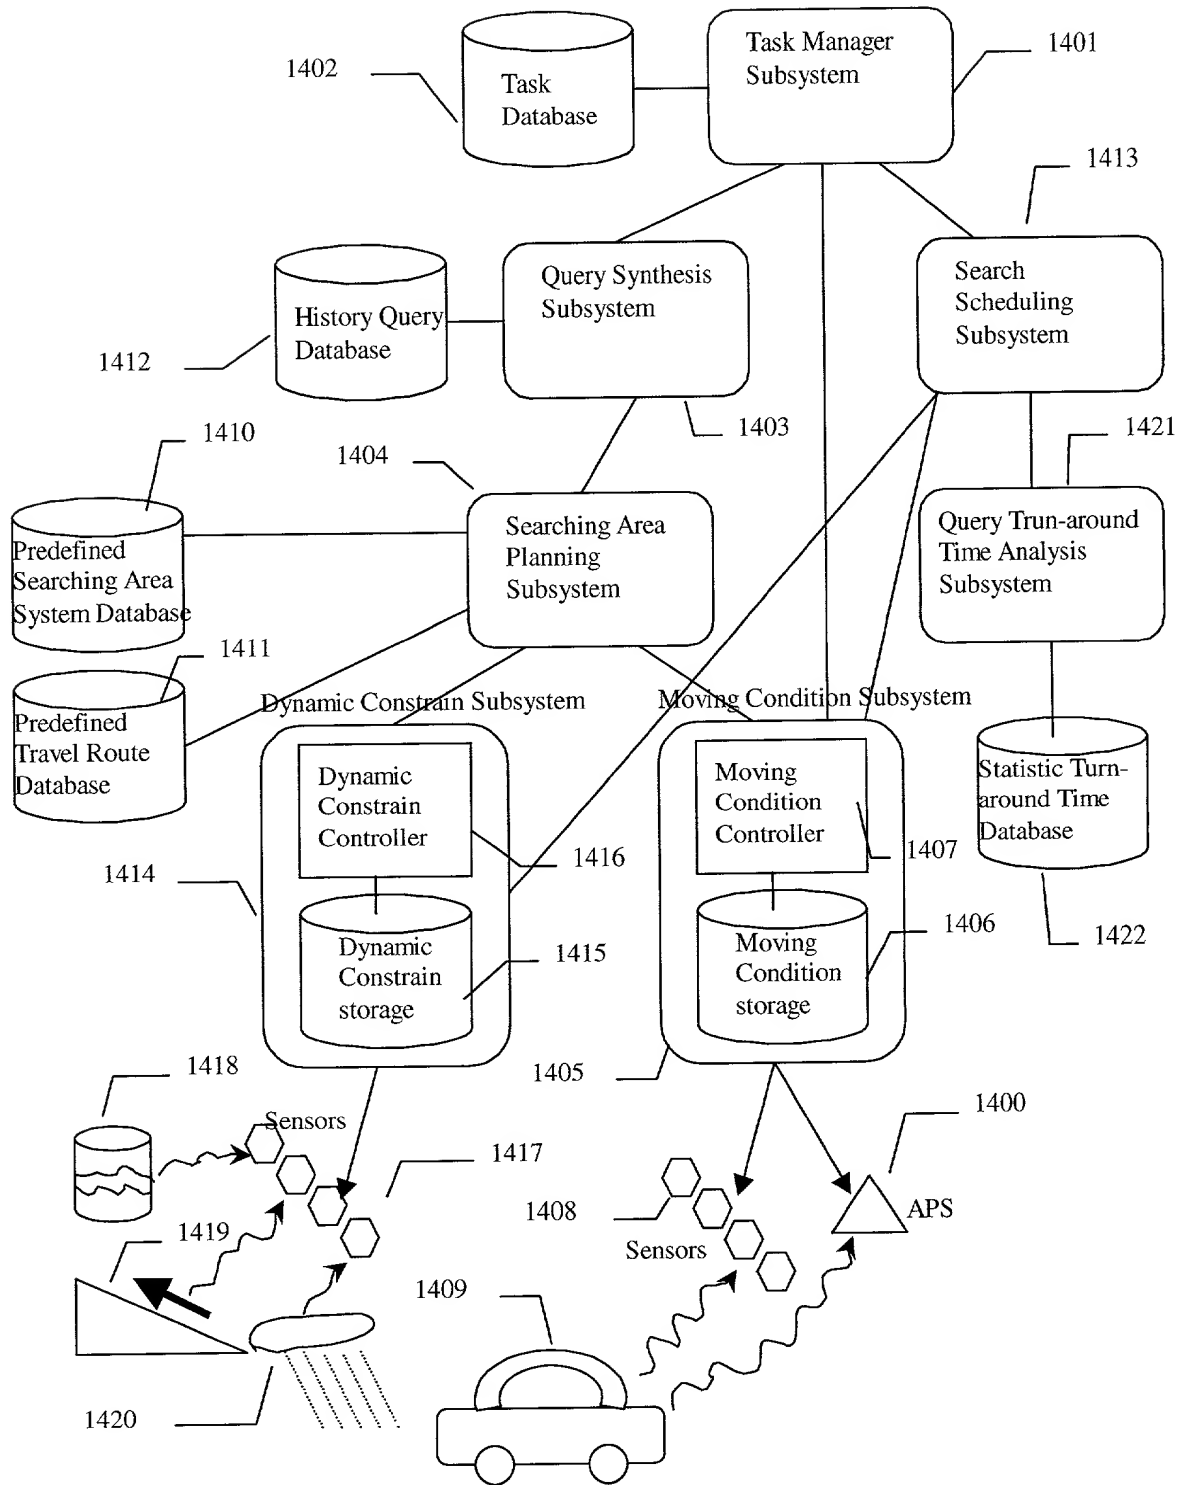 Task Manager
Subsystem
1401
1402
Task
Database
1413
Query Synthesis
Subsystem
Search
Scheduling
Subsystem
History Query
Database
1412
1403
1410
1404
1421
Searching Area
Planning
Subsystem
Query Trun-around
Time Analysis
Subsystem
Predefined
Searching Area
System Database
1411
Predefined
Travel Route
Database
Dynamic Constrain Subsystem
Moving Condition Subsystem
Dynamic
Constrain
Controller
Moving
Condition
Controller
Statistic Turn-
around Time
Database
1416
1407
1414
Dynamic
Constrain
storage
1415
Moving
Condition
storage
1406
1422
1418
1405
Sensors
1400
1417
1408
APS
1419
Sensors
1409
1420